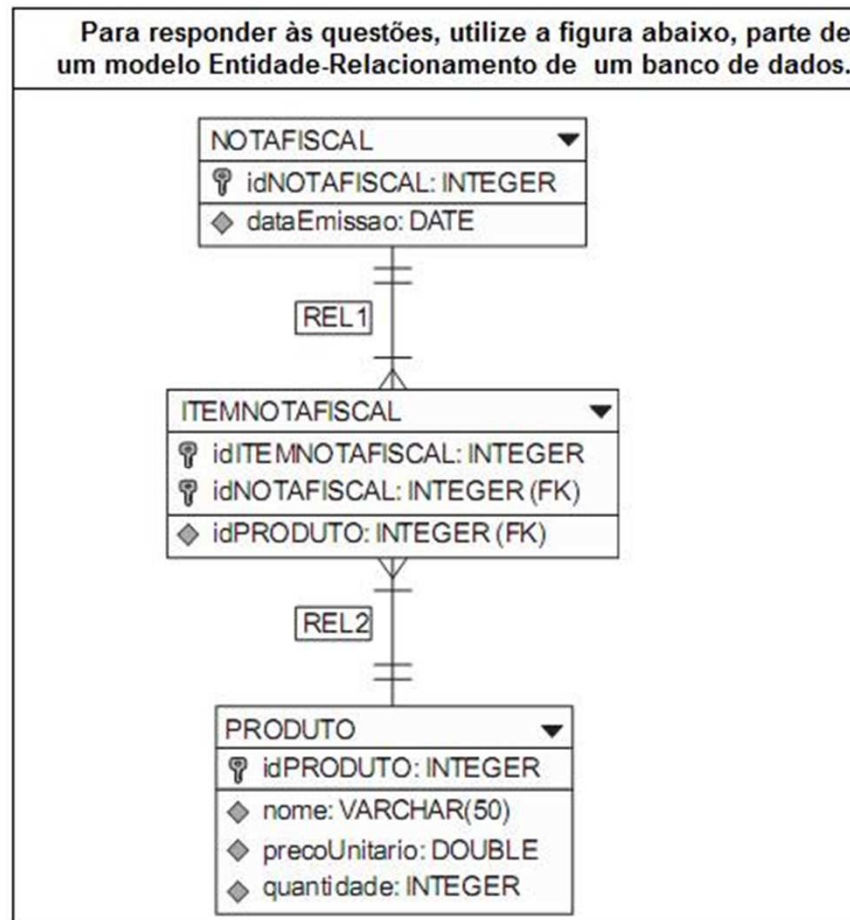 Para responder às questões, utilize a figura abaixo, parte de
um modelo Entidade-Relacionamento de um banco de dados.
NOTAFISCAL
idNOTAFISCAL: INTEGER
dataEmissao: DATE
REL1
ITEMNOTAFISCAL
idITEMNOTAFISCAL: INTEGER
idNOTAFISCAL: INTEGER (FK)
idPRODUTO: INTEGER (FK)
REL2
PRODUTO
idPRODUTO: INTEGER
nome: VARCHAR(50)
precoUnitario: DOUBLE
quantidade: INTEGER